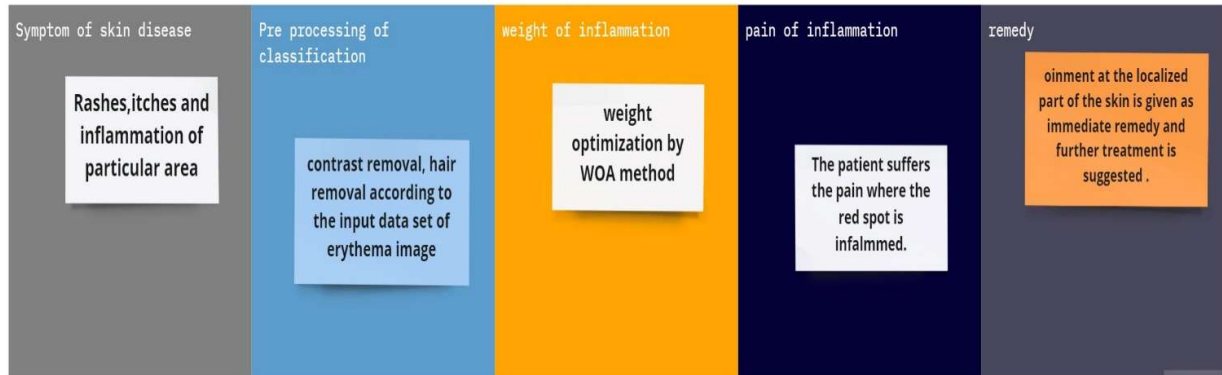 Symptom of skin disease
Rashes,itches and
inflammation of
particular area
Pre processing of
classification
contrast removal, hair
removal according to
the input data set of
erythema image
weight of inflammation
weight
optimization by
WOA method
pain of inflammation
The patient suffers
the pain where the
red spot is
infalmmed.
remedy
oinment at the localized
part of the skin is given as
immediate remedy and
further treatment is
suggested .